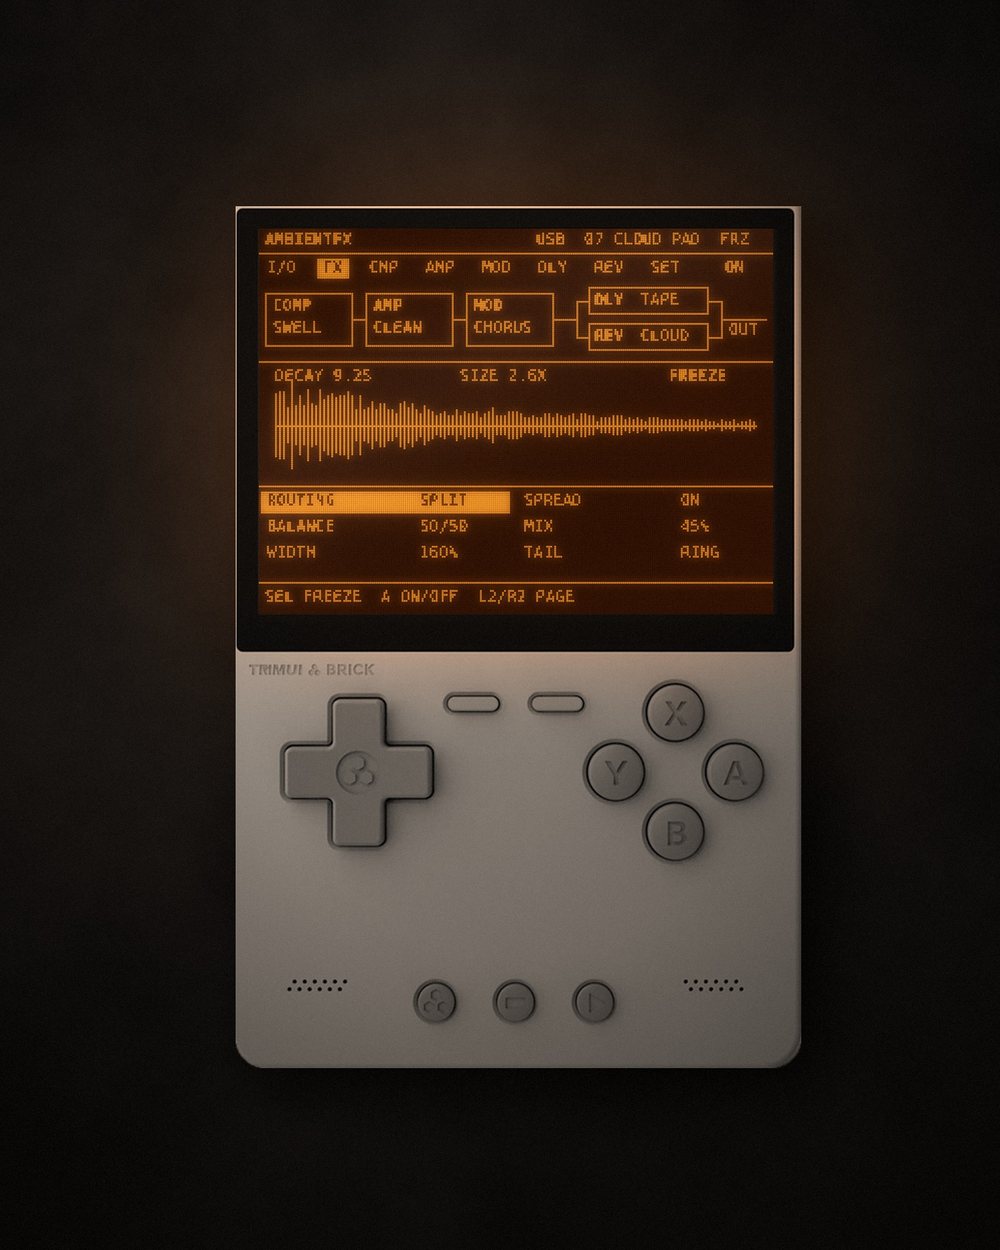 AMBIENTFX USB 07 CLOUD PAD FRZ
I/O FX CMP AMP MOD DLY REV SET ON
COMP SWELL
AMP CLEAN
MOD CHORUS
DLY TAPE
REV CLOUD
OUT
DECAY 9.2S SIZE 2.6X FREEZE
ROUTING SPLIT SPREAD ON
BALANCE 50/50 MIX 45%
WIDTH 160% TAIL RING
SEL FREEZE A ON/OFF L2/R2 PAGE
TRIMUI & BRICK
X
Y A
B